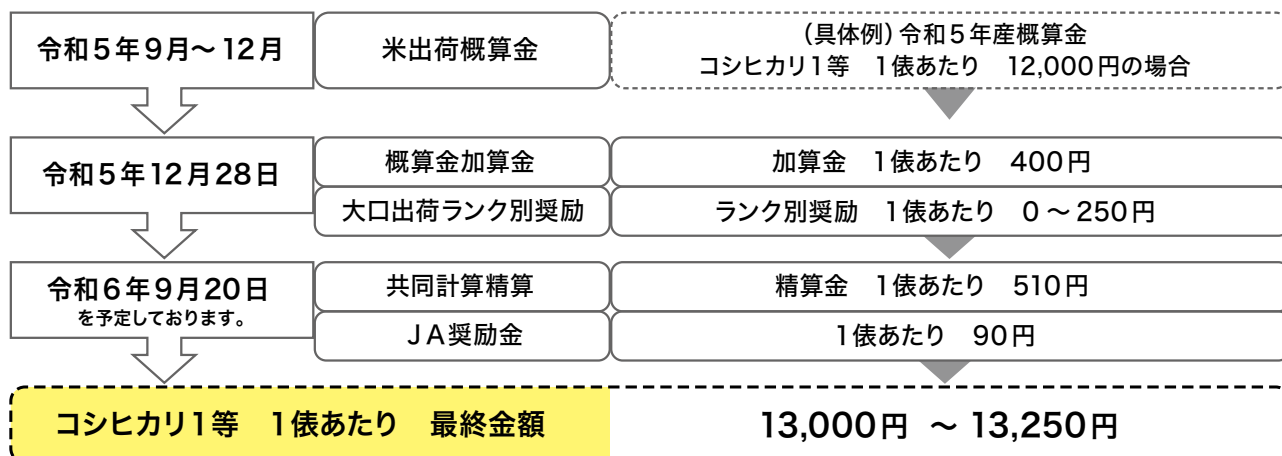 令和5年9月～12月
米出荷概算金
(具体例)令和5年産概算金
コシヒカリ1等　1俵あたり　12,000円の場合
令和5年12月28日
概算金加算金
加算金　1俵あたり　400円
大口出荷ランク別奨励
ランク別奨励　1俵あたり　0～250円
令和6年9月20日
を予定しております。
共同計算精算
精算金　1俵あたり　510円
JA奨励金
1俵あたり　90円
コシヒカリ1等　1俵あたり　最終金額
13,000円　～13,250円